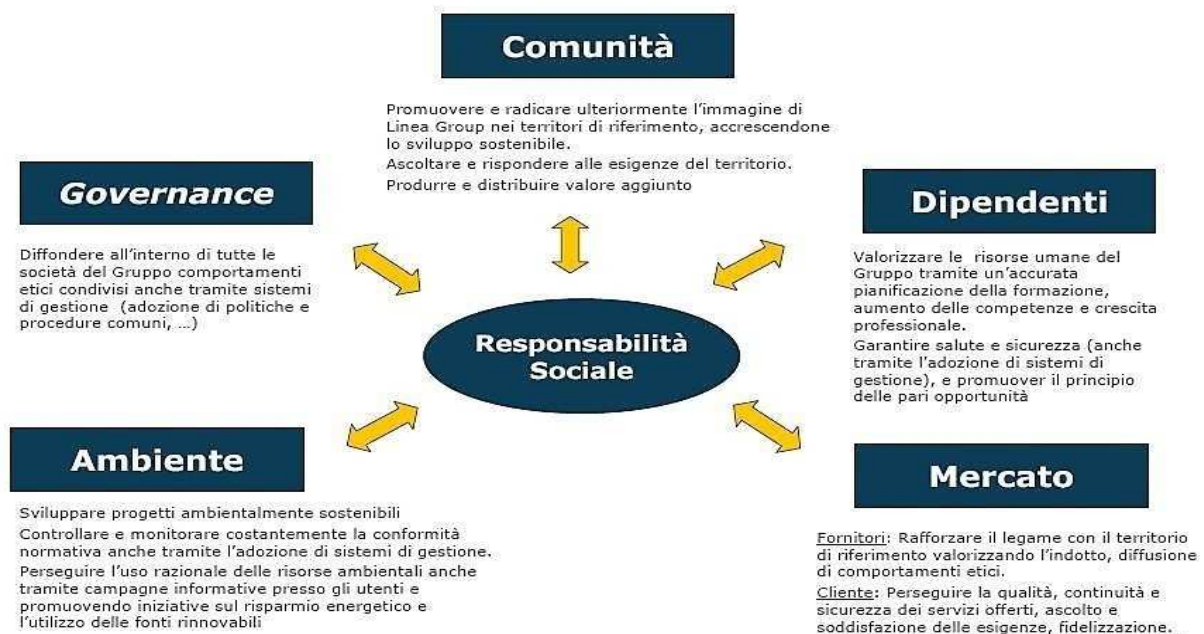 Comunità
Promuovere e radicare ulteriormente l'immagine di
Linea Group nei territori di riferimento, accrescendone
lo sviluppo sostenibile.
Ascoltare e rispondere alle esigenze del territorio.
Produrre e distribuire valore aggiunto
Governance
Diffondere all'interno di tutte le
società del Gruppo comportamenti
etici condivisi anche tramite sistemi
di gestione (adozione di politiche e
procedure comuni, ...)
Dipendenti
Valorizzare le risorse umane del
Gruppo tramite un'accurata
pianificazione della formazione,
aumento delle competenze e crescita
professionale.
Garantire salute e sicurezza (anche
tramite l'adozione di sistemi di
gestione), e promuover il principio
delle pari opportunità
Responsabilità
Sociale
Ambiente
Sviluppare progetti ambientalmente sostenibili
Controllare e monitorare costantemente la conformità
normativa anche tramite l'adozione di sistemi di gestione.
Perseguire l'uso razionale delle risorse ambientali anche
tramite campagne informative presso gli utenti e
promuovendo iniziative sul risparmio energetico e
l'utilizzo delle fonti rinnovabili
Mercato
Fornitori: Rafforzare il legame con il territorio
di riferimento valorizzando l'indotto, diffusione
di comportamenti etici.
Cliente: Perseguire la qualità, continuità e
sicurezza dei servizi offerti, ascolto e
soddisfazione delle esigenze, fidelizzazione.